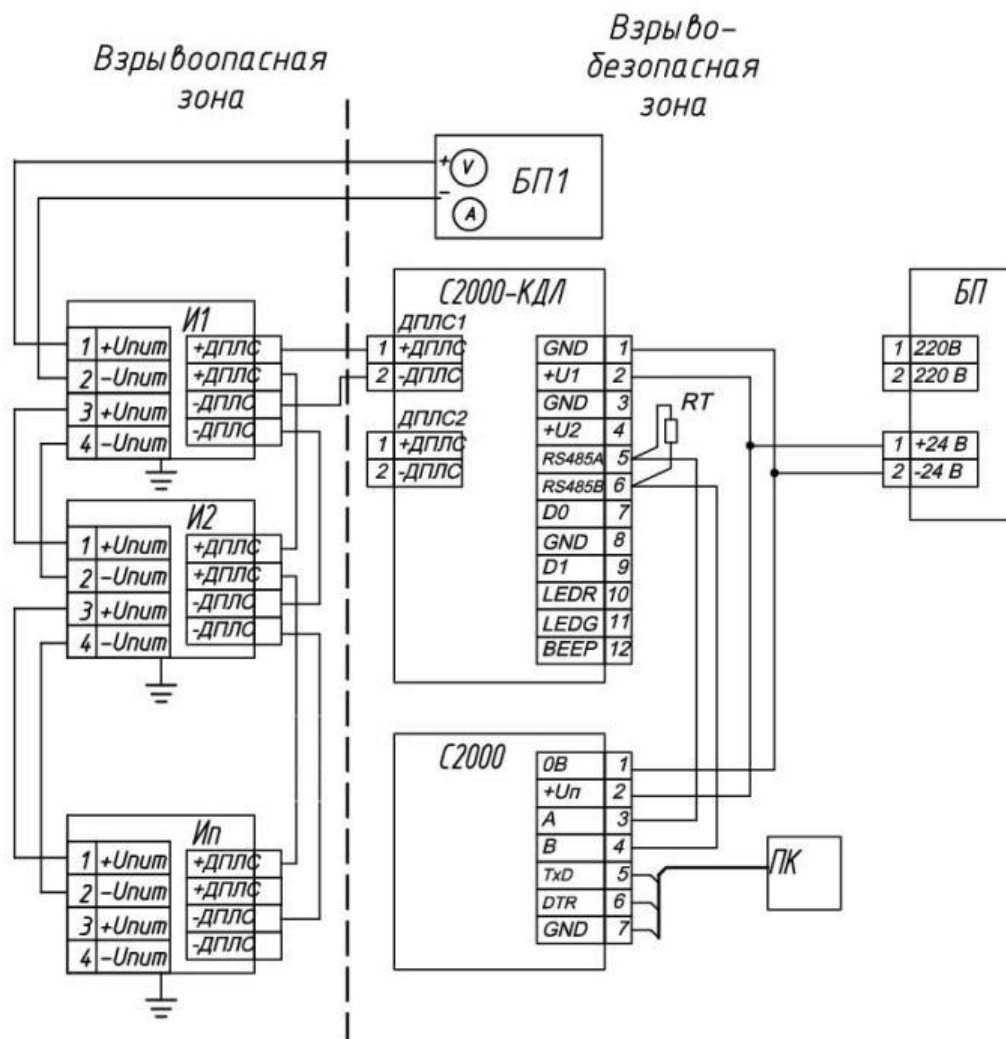 Взрывоопасная
зона
Взрыво-
безопасная
зона
+ V
- A
БП1
И1
1 +Uпит
2 -Uпит
3 +Uпит
4 -Uпит
+ДПЛС
+ДПЛС
-ДПЛС
-ДПЛС
И2
1 +Uпит
2 -Uпит
3 +Uпит
4 -Uпит
+ДПЛС
+ДПЛС
-ДПЛС
-ДПЛС
Ип
1 +Uпит
2 -Uпит
3 +Uпит
4 -Uпит
+ДПЛС
+ДПЛС
-ДПЛС
-ДПЛС
С2000-КДЛ
ДПЛС1
1 +ДПЛС
2 -ДПЛС
ДПЛС2
1 +ДПЛС
2 -ДПЛС
GND 1
+U1 2
GND 3
+U2 4
RS485A 5
RS485B 6
D0 7
GND 8
D1 9
LEDR 10
LEDG 11
BEEP 12
RT
БП
1 220В
2 220 В
1 +24 В
2 -24 В
С2000
0В 1
+Uп 2
A 3
B 4
TxD 5
DTR 6
GND 7
ПК